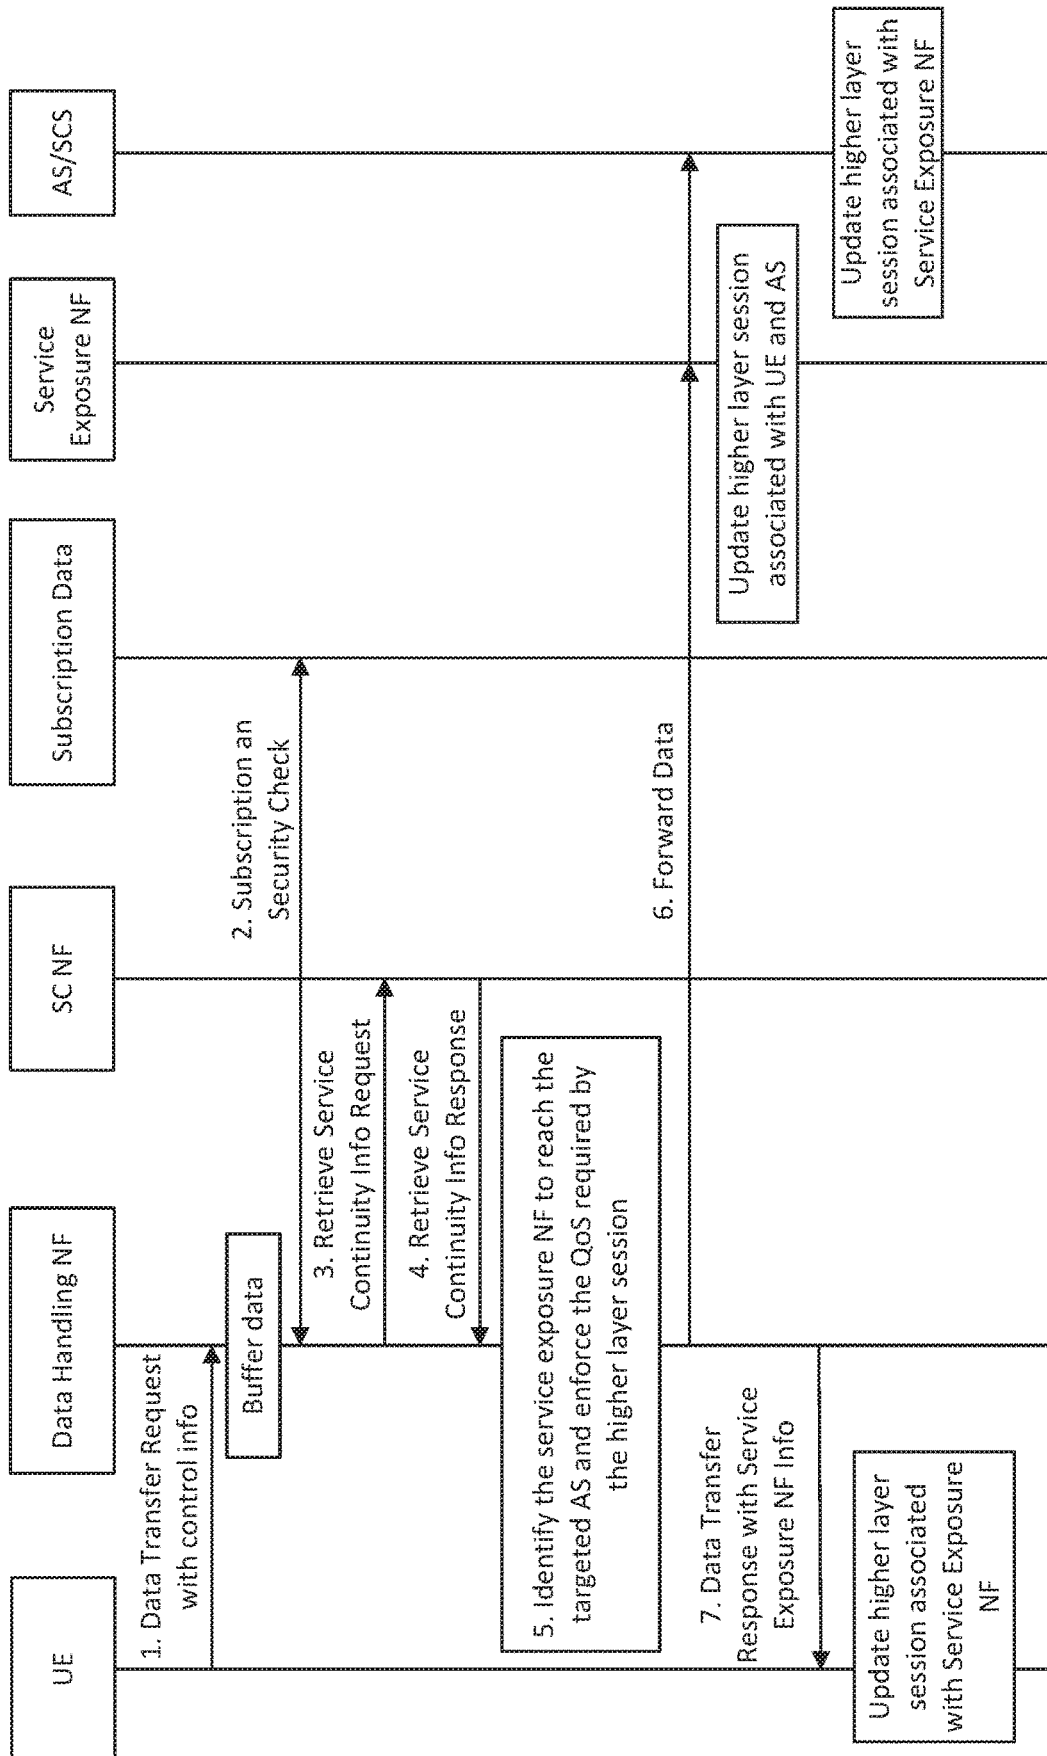 UE
Data Handling NF
SC NF
Subscription Data
Service
Exposure NF
AS/SCS
1. Data Transfer Request
with control info
Buffer data
2. Subscription an
Security Check
3. Retrieve Service
Continuity Info Request
4. Retrieve Service
Continuity Info Response
5. Identify the service exposure NF to reach the
targeted AS and enforce the QoS required by
the higher layer session
6. Forward Data
Update higher layer session
associated with UE and AS
7. Data Transfer
Response with Service
Exposure NF Info
Update higher layer
session associated with
Service Exposure NF
Update higher layer
session associated
with Service Exposure
NF